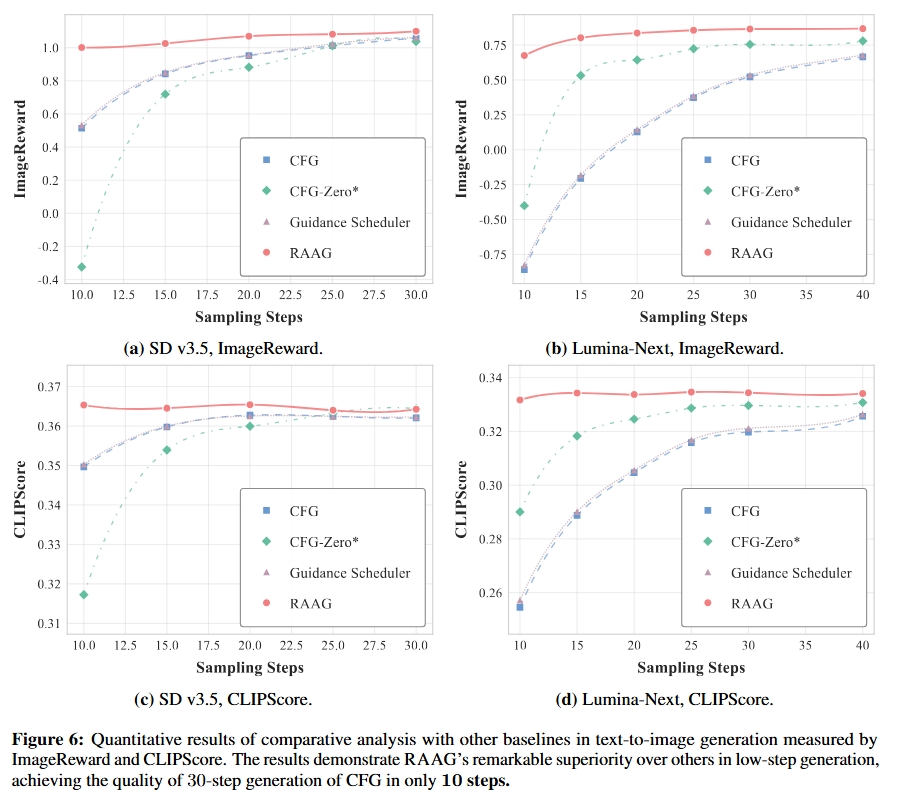 ImageReward
1.0
0.8
0.6
0.4
0.2
0.0
-0.2
-0.4
CFG
CFG-Zero*
Guidance Scheduler
RAAG
10.0 12.5 15.0 17.5 20.0 22.5 25.0 27.5 30.0
Sampling Steps
(a) SD v3.5, ImageReward.
ImageReward
0.75
0.50
0.25
0.00
-0.25
-0.50
-0.75
CFG
CFG-Zero*
Guidance Scheduler
RAAG
10 15 20 25 30 35 40
Sampling Steps
(b) Lumina-Next, ImageReward.
CLIPScore
0.37
0.36
0.35
0.34
0.33
0.32
0.31
CFG
CFG-Zero*
Guidance Scheduler
RAAG
10.0 12.5 15.0 17.5 20.0 22.5 25.0 27.5 30.0
Sampling Steps
(c) SD v3.5, CLIPScore.
CLIPScore
0.34
0.32
0.30
0.28
0.26
CFG
CFG-Zero*
Guidance Scheduler
RAAG
10 15 20 25 30 35 40
Sampling Steps
(d) Lumina-Next, CLIPScore.
Figure 6: Quantitative results of comparative analysis with other baselines in text-to-image generation measured by
ImageReward and CLIPScore. The results demonstrate RAAG's remarkable superiority over others in low-step generation,
achieving the quality of 30-step generation of CFG in only 10 steps.